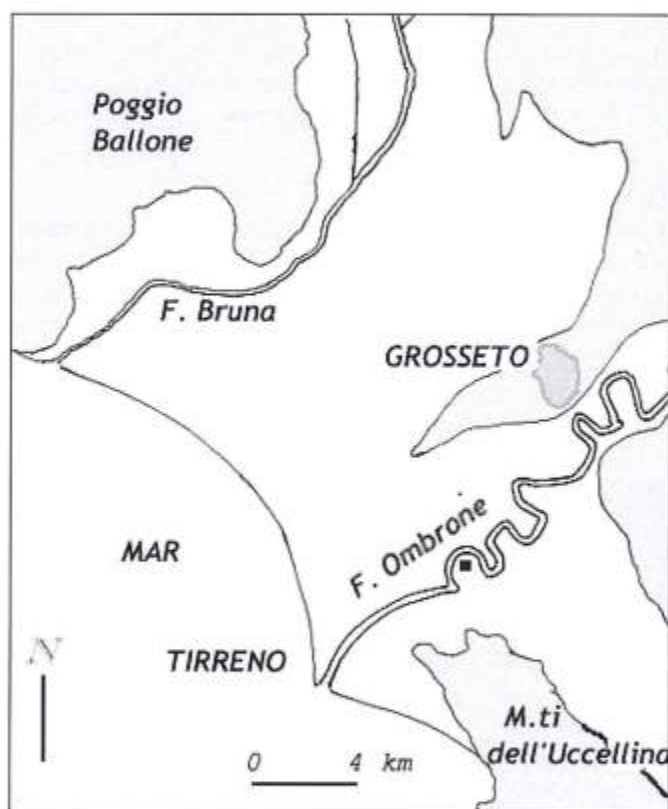 Poggio
Ballone
F. Bruna
GROSSETO
F. Ombrone
MAR
TIRRENO
N
0 4 km
M.ti
dell'Uccellina